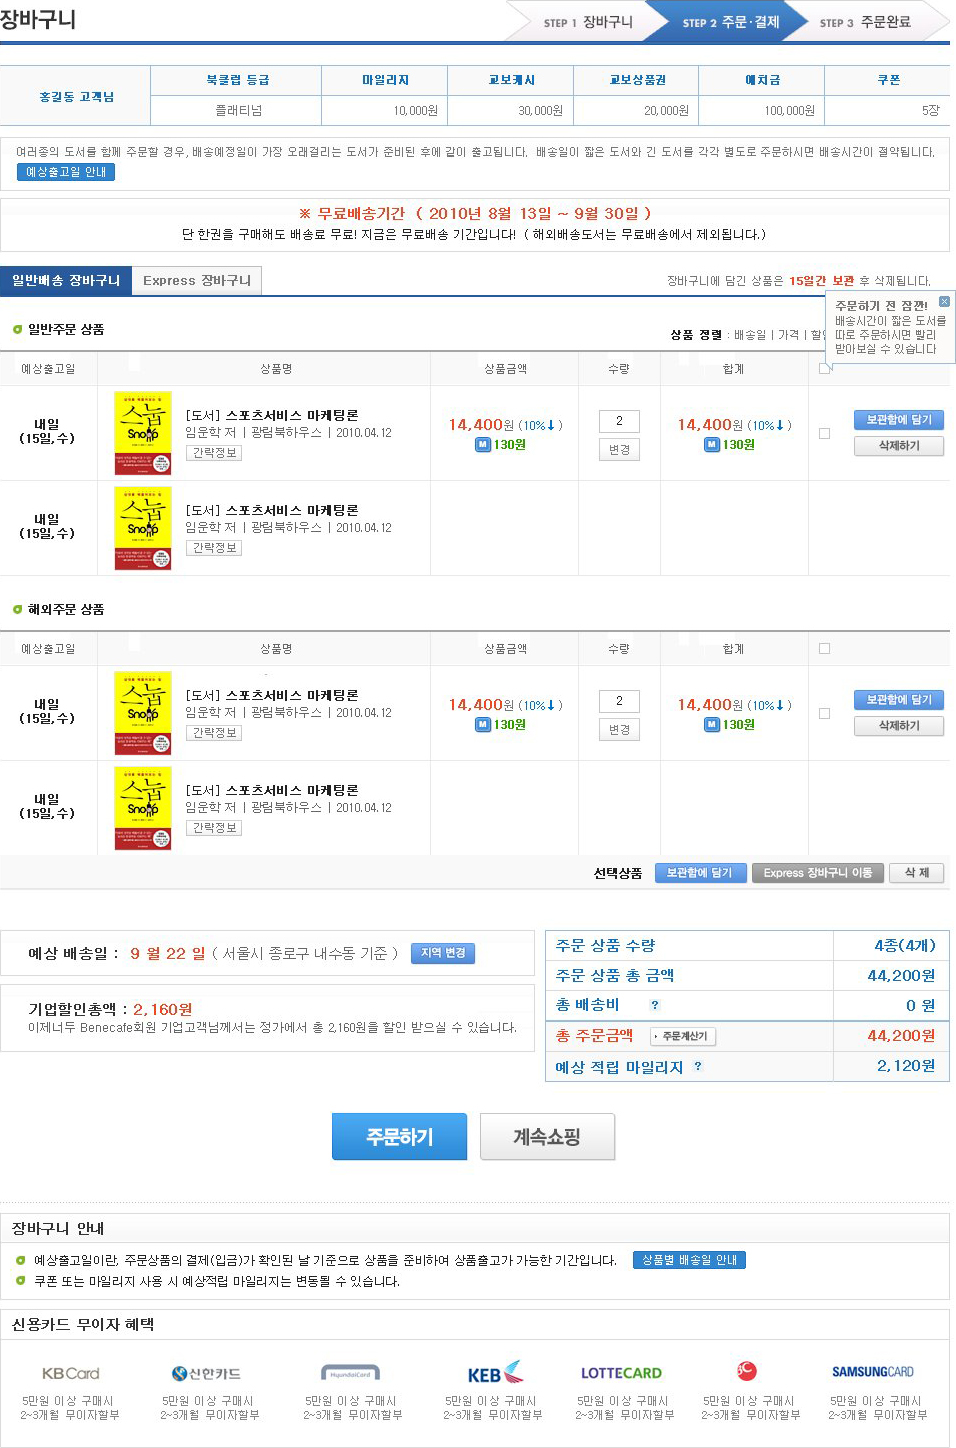 장바구니
STEP 1 장바구니
STEP 2 주문·결제
STEP 3 주문완료
홍길동 고객님
북클럽 등급 마일리지 교보캐시 교보상품권 예치금 쿠폰
플래티넘 10,000원 30,000원 20,000원 100,000원 5장
여러종의 도서를 함께 주문할 경우, 배송예정일이 가장 오래걸리는 도서가 준비된 후에 같이 출고됩니다. 배송일이 짧은 도서와 긴 도서를 각각 별도로 주문하시면 배송시간이 절약됩니다.
예상출고일 안내
※ 무료배송기간 ( 2010년 8월 13일 ~ 9월 30일 )
단 한권을 구매해도 배송료 무료! 지금은 무료배송 기간입니다! ( 해외배송도서는 무료배송에서 제외됩니다.)
일반배송 장바구니
Express 장바구니
장바구니에 담긴 상품은 15일간 보관 후 삭제됩니다.
주문하기 전 잠깐!
배송시간이 짧은 도서를
따로 주문하시면 빨리
받아보실 수 있습니다
일반주문 상품
상품 정렬 : 배송일 | 가격 | 할인
예상출고일 상품명 상품금액 수량 합계
내일
(15일,수)
스눕
Snoop
[도서] 스포츠서비스 마케팅론
임운학 저 | 광림북하우스 | 2010.04.12
간략정보
14,400원 (10%↓)
M 130원
2
변경
14,400원 (10%↓)
M 130원
보관함에 담기
삭제하기
내일
(15일,수)
스눕
Snoop
[도서] 스포츠서비스 마케팅론
임운학 저 | 광림북하우스 | 2010.04.12
간략정보
해외주문 상품
예상출고일 상품명 상품금액 수량 합계
내일
(15일,수)
스눕
Snoop
[도서] 스포츠서비스 마케팅론
임운학 저 | 광림북하우스 | 2010.04.12
간략정보
14,400원 (10%↓)
M 130원
2
변경
14,400원 (10%↓)
M 130원
보관함에 담기
삭제하기
내일
(15일,수)
스눕
Snoop
[도서] 스포츠서비스 마케팅론
임운학 저 | 광림북하우스 | 2010.04.12
간략정보
선택상품 보관함에 담기 Express 장바구니 이동 삭 제
예상 배송일 : 9 월 22 일 ( 서울시 종로구 내수동 기준 ) 지역 변경
기업할인총액 : 2,160원
이제너두 Benecafe회원 기업고객님께서는 정가에서 총 2,160원을 할인 받으실 수 있습니다.
주문 상품 수량 4종(4개)
주문 상품 총 금액 44,200원
총 배송비 ? 0 원
총 주문금액 주문계산기 44,200원
예상 적립 마일리지 ? 2,120원
주문하기
계속쇼핑
장바구니 안내
예상출고일이란, 주문상품의 결제(입금)가 확인된 날 기준으로 상품을 준비하여 상품출고가 가능한 기간입니다. 상품별 배송일 안내
쿠폰 또는 마일리지 사용 시 예상적립 마일리지는 변동될 수 있습니다.
신용카드 무이자 혜택
KB Card 신한카드 HyundaiCard KEB LOTTECARD BC SAMSUNGCARD
5만원 이상 구매시 5만원 이상 구매시 5만원 이상 구매시 5만원 이상 구매시 5만원 이상 구매시 5만원 이상 구매시 5만원 이상 구매시
2~3개월 무이자할부 2~3개월 무이자할부 2~3개월 무이자할부 2~3개월 무이자할부 2~3개월 무이자할부 2~3개월 무이자할부 2~3개월 무이자할부